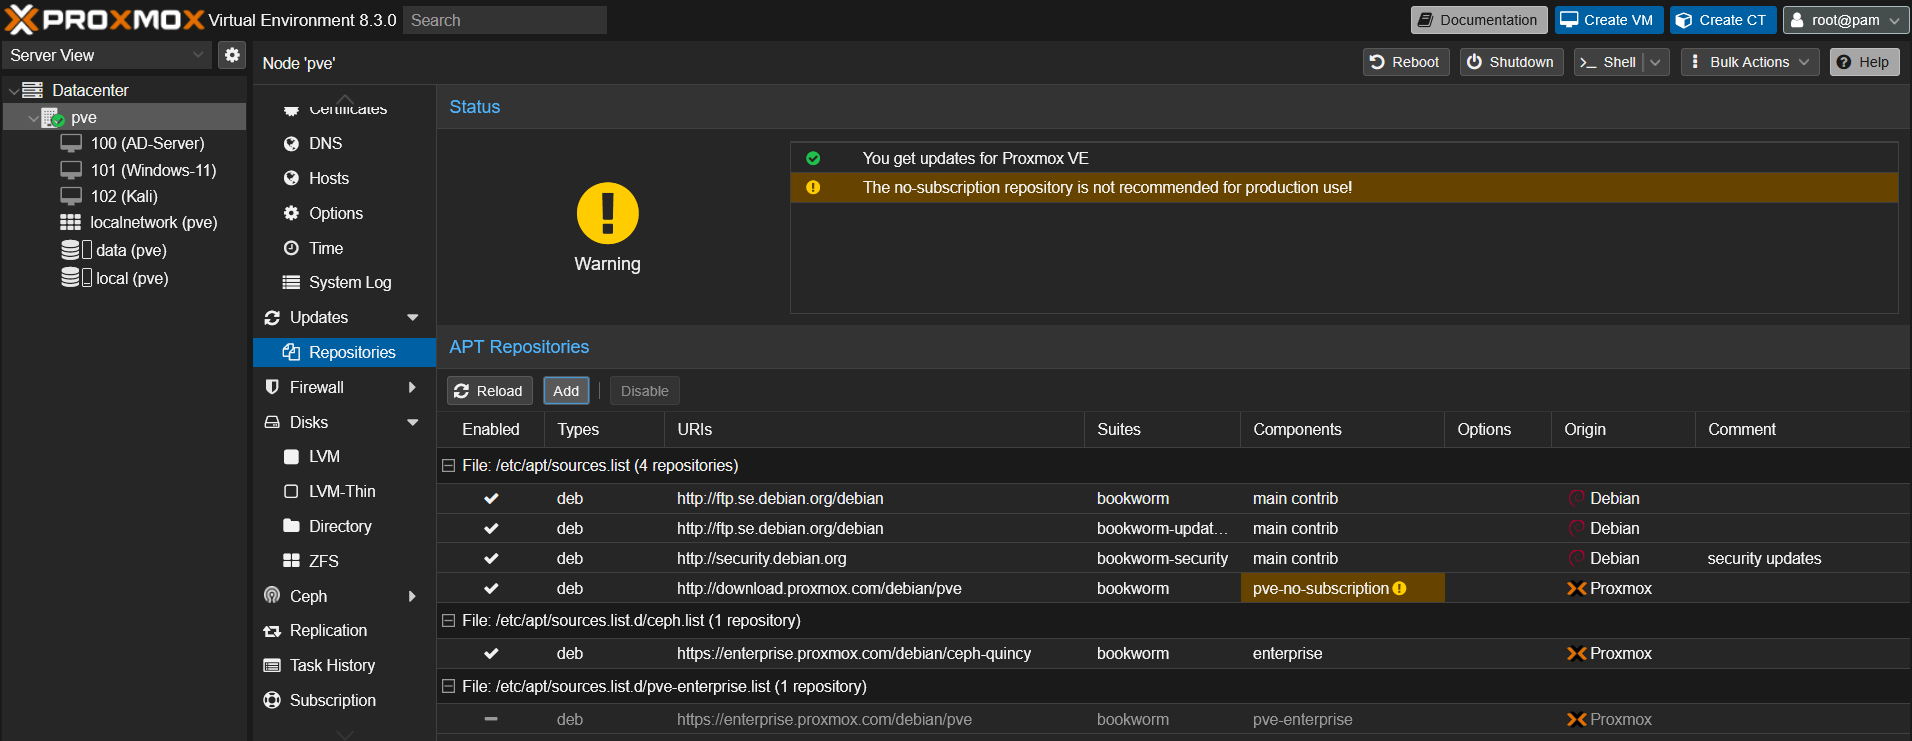 PROXMOX Virtual Environment 8.3.0 Search Documentation Create VM Create CT root@pam
Server View
Datacenter
pve
100 (AD-Server)
101 (Windows-11)
102 (Kali)
localnetwork (pve)
data (pve)
local (pve)
Node 'pve' Reboot Shutdown >_ Shell Bulk Actions Help
Certificates
DNS
Hosts
Options
Time
System Log
Updates
Repositories
Firewall
Disks
LVM
LVM-Thin
Directory
ZFS
Ceph
Replication
Task History
Subscription
Status
Warning
You get updates for Proxmox VE
The no-subscription repository is not recommended for production use!
APT Repositories
Reload Add Disable
Enabled Types URIs Suites Components Options Origin Comment
File: /etc/apt/sources.list (4 repositories)
deb http://ftp.se.debian.org/debian bookworm main contrib Debian
deb http://ftp.se.debian.org/debian bookworm-updat… main contrib Debian
deb http://security.debian.org bookworm-security main contrib Debian security updates
deb http://download.proxmox.com/debian/pve bookworm pve-no-subscription Proxmox
File: /etc/apt/sources.list.d/ceph.list (1 repository)
deb https://enterprise.proxmox.com/debian/ceph-quincy bookworm enterprise Proxmox
File: /etc/apt/sources.list.d/pve-enterprise.list (1 repository)
deb https://enterprise.proxmox.com/debian/pve bookworm pve-enterprise Proxmox